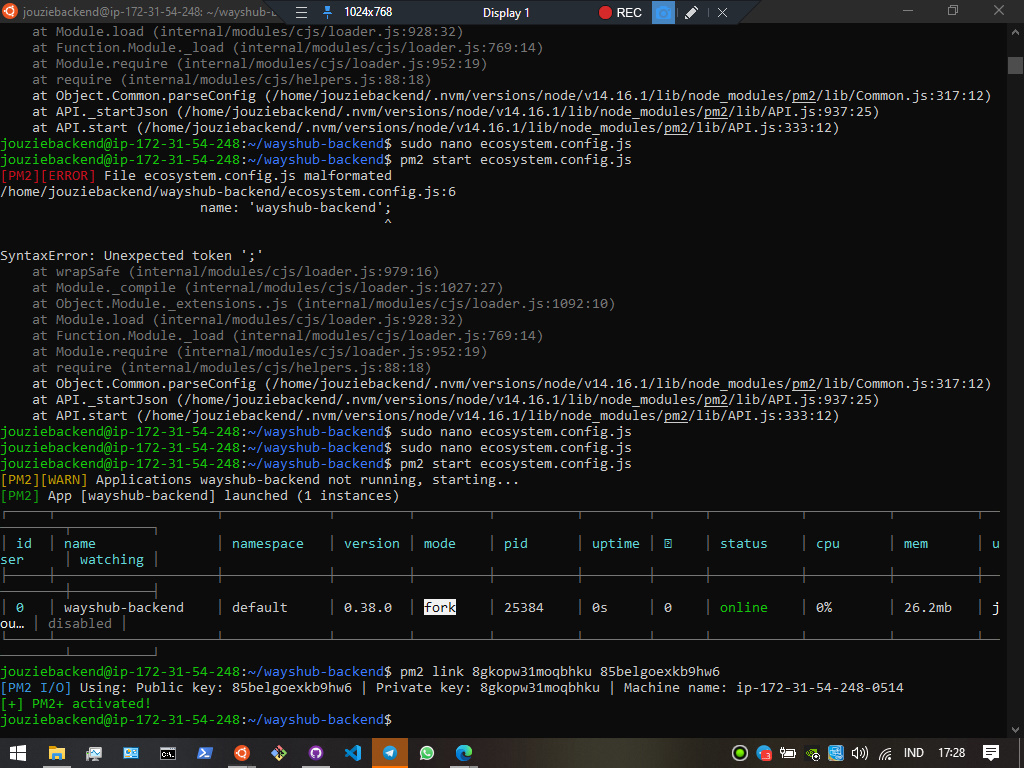 jouziebackend@ip-172-31-54-248: ~/wayshub-b
1024x768
Display 1
REC
at Module.load (internal/modules/cjs/loader.js:928:32)
at Function.Module._load (internal/modules/cjs/loader.js:769:14)
at Module.require (internal/modules/cjs/loader.js:952:19)
at require (internal/modules/cjs/helpers.js:88:18)
at Object.Common.parseConfig (/home/jouziebackend/.nvm/versions/node/v14.16.1/lib/node_modules/pm2/lib/Common.js:317:12)
at API._startJson (/home/jouziebackend/.nvm/versions/node/v14.16.1/lib/node_modules/pm2/lib/API.js:937:25)
at API.start (/home/jouziebackend/.nvm/versions/node/v14.16.1/lib/node_modules/pm2/lib/API.js:333:12)
jouziebackend@ip-172-31-54-248:~/wayshub-backend$ sudo nano ecosystem.config.js
jouziebackend@ip-172-31-54-248:~/wayshub-backend$ pm2 start ecosystem.config.js
[PM2][ERROR] File ecosystem.config.js malformated
/home/jouziebackend/wayshub-backend/ecosystem.config.js:6
name: 'wayshub-backend';
^
SyntaxError: Unexpected token ';'
at wrapSafe (internal/modules/cjs/loader.js:979:16)
at Module._compile (internal/modules/cjs/loader.js:1027:27)
at Object.Module._extensions..js (internal/modules/cjs/loader.js:1092:10)
at Module.load (internal/modules/cjs/loader.js:928:32)
at Function.Module._load (internal/modules/cjs/loader.js:769:14)
at Module.require (internal/modules/cjs/loader.js:952:19)
at require (internal/modules/cjs/helpers.js:88:18)
at Object.Common.parseConfig (/home/jouziebackend/.nvm/versions/node/v14.16.1/lib/node_modules/pm2/lib/Common.js:317:12)
at API._startJson (/home/jouziebackend/.nvm/versions/node/v14.16.1/lib/node_modules/pm2/lib/API.js:937:25)
at API.start (/home/jouziebackend/.nvm/versions/node/v14.16.1/lib/node_modules/pm2/lib/API.js:333:12)
jouziebackend@ip-172-31-54-248:~/wayshub-backend$ sudo nano ecosystem.config.js
jouziebackend@ip-172-31-54-248:~/wayshub-backend$ sudo nano ecosystem.config.js
jouziebackend@ip-172-31-54-248:~/wayshub-backend$ pm2 start ecosystem.config.js
[PM2][WARN] Applications wayshub-backend not running, starting...
[PM2] App [wayshub-backend] launched (1 instances)
│ id │ name │ namespace │ version │ mode │ pid │ uptime │ │ status │ cpu │ mem │ u
ser │ watching │
│ 0 │ wayshub-backend │ default │ 0.38.0 │ fork │ 25384 │ 0s │ 0 │ online │ 0% │ 26.2mb │ j
ou… │ disabled │
jouziebackend@ip-172-31-54-248:~/wayshub-backend$ pm2 link 8gkopw31moqbhku 85belgoexkb9hw6
[PM2 I/O] Using: Public key: 85belgoexkb9hw6 | Private key: 8gkopw31moqbhku | Machine name: ip-172-31-54-248-0514
[+] PM2+ activated!
jouziebackend@ip-172-31-54-248:~/wayshub-backend$
IND
17:28